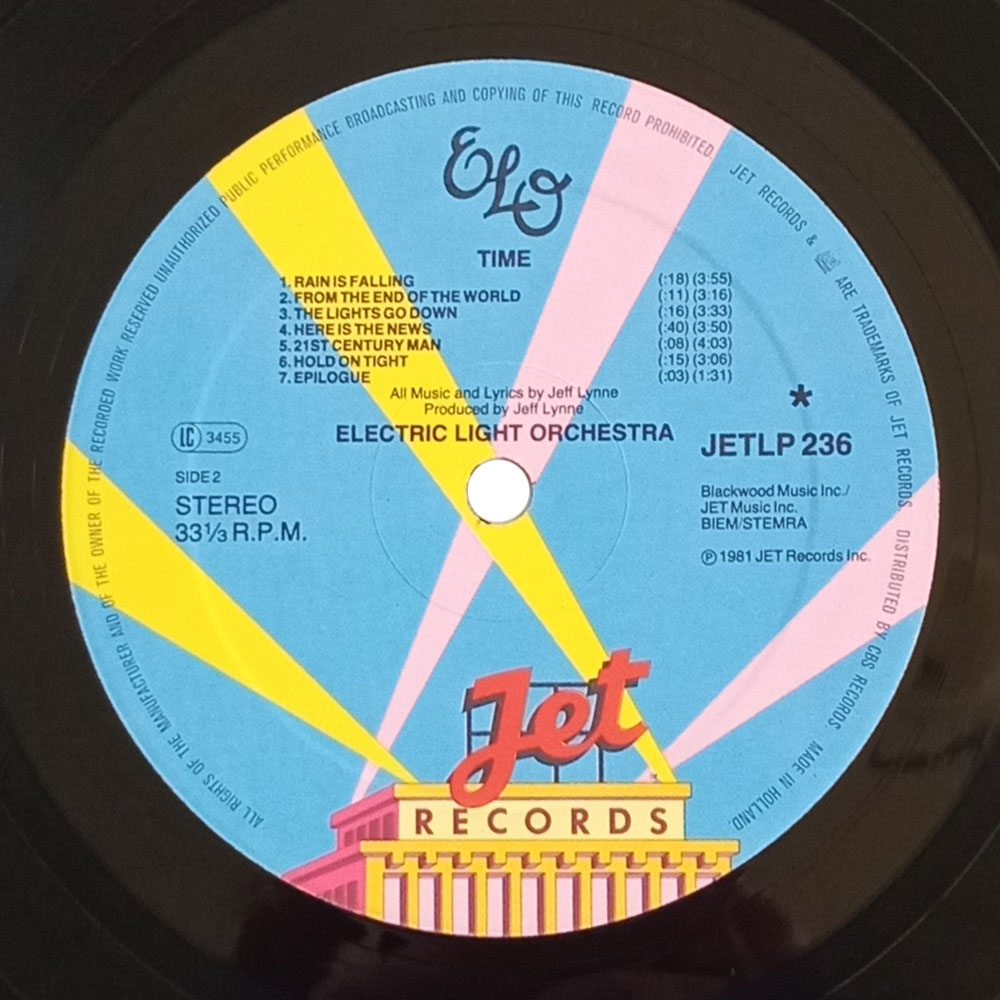 ALL RIGHTS OF THE MANUFACTURER AND OF THE OWNER OF THE RECORDED WORK RESERVED UNAUTHORIZED PUBLIC PERFORMANCE BROADCASTING AND COPYING OF THIS RECORD PROHIBITED. JET RECORDS & ARE TRADEMARKS OF JET RECORDS DISTRIBUTED BY CBS RECORDS MADE IN HOLLAND.
ELO
TIME
1. RAIN IS FALLING (:18) (3:55)
2. FROM THE END OF THE WORLD (:11) (3:16)
3. THE LIGHTS GO DOWN (:16) (3:33)
4. HERE IS THE NEWS (:40) (3:50)
5. 21ST CENTURY MAN (:08) (4:03)
6. HOLD ON TIGHT (:15) (3:06)
7. EPILOGUE (:03) (1:31)
All Music and Lyrics by Jeff Lynne
Produced by Jeff Lynne
ELECTRIC LIGHT ORCHESTRA
*
JETLP 236
LC 3455
SIDE 2
STEREO
33⅓ R.P.M.
Blackwood Music Inc./
JET Music Inc.
BIEM/STEMRA
℗ 1981 JET Records Inc.
Jet
RECORDS